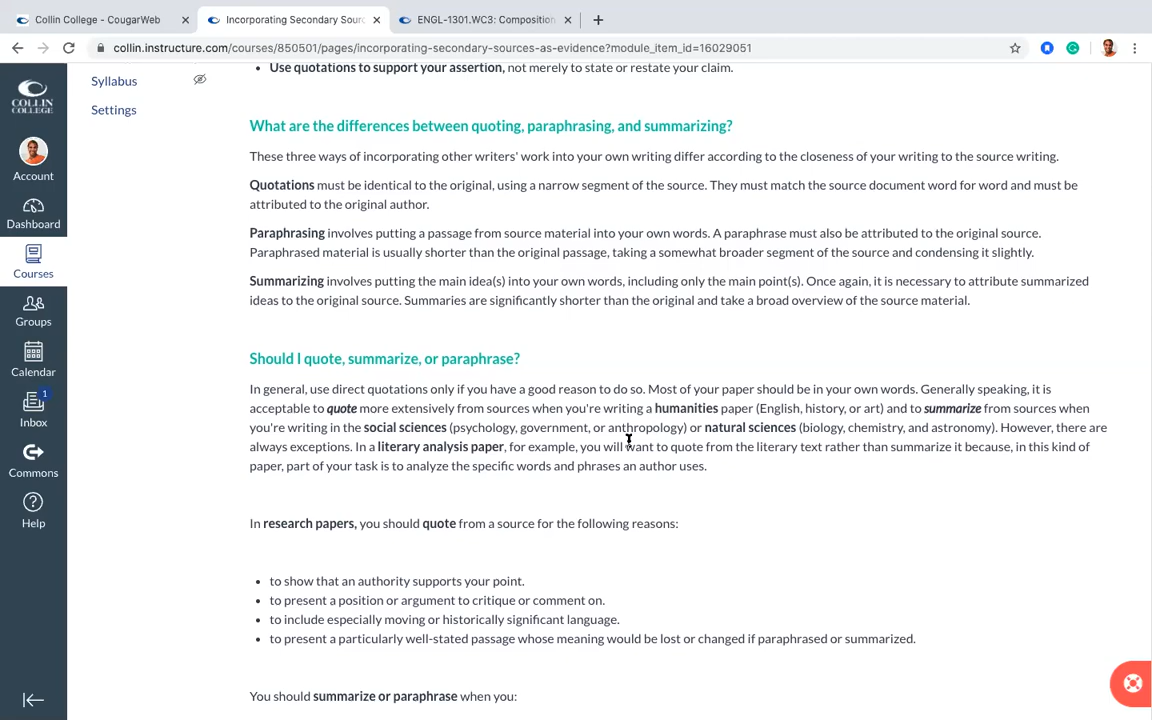 Collin College - CougarWeb
Incorporating Secondary Sour
ENGL-1301.WC3: Composition
collin.instructure.com/courses/850501/pages/incorporating-secondary-sources-as-evidence?module_item_id=16029051
COLLIN
COLLEGE
Account
Dashboard
Courses
Groups
Calendar
1
Inbox
Commons
Help
Syllabus
Settings
• Use quotations to support your assertion, not merely to state or restate your claim.
What are the differences between quoting, paraphrasing, and summarizing?
These three ways of incorporating other writers' work into your own writing differ according to the closeness of your writing to the source writing.
Quotations must be identical to the original, using a narrow segment of the source. They must match the source document word for word and must be
attributed to the original author.
Paraphrasing involves putting a passage from source material into your own words. A paraphrase must also be attributed to the original source.
Paraphrased material is usually shorter than the original passage, taking a somewhat broader segment of the source and condensing it slightly.
Summarizing involves putting the main idea(s) into your own words, including only the main point(s). Once again, it is necessary to attribute summarized
ideas to the original source. Summaries are significantly shorter than the original and take a broad overview of the source material.
Should I quote, summarize, or paraphrase?
In general, use direct quotations only if you have a good reason to do so. Most of your paper should be in your own words. Generally speaking, it is
acceptable to quote more extensively from sources when you're writing a humanities paper (English, history, or art) and to summarize from sources when
you're writing in the social sciences (psychology, government, or anthropology) or natural sciences (biology, chemistry, and astronomy). However, there are
always exceptions. In a literary analysis paper, for example, you will want to quote from the literary text rather than summarize it because, in this kind of
paper, part of your task is to analyze the specific words and phrases an author uses.
In research papers, you should quote from a source for the following reasons:
• to show that an authority supports your point.
• to present a position or argument to critique or comment on.
• to include especially moving or historically significant language.
• to present a particularly well-stated passage whose meaning would be lost or changed if paraphrased or summarized.
You should summarize or paraphrase when you: